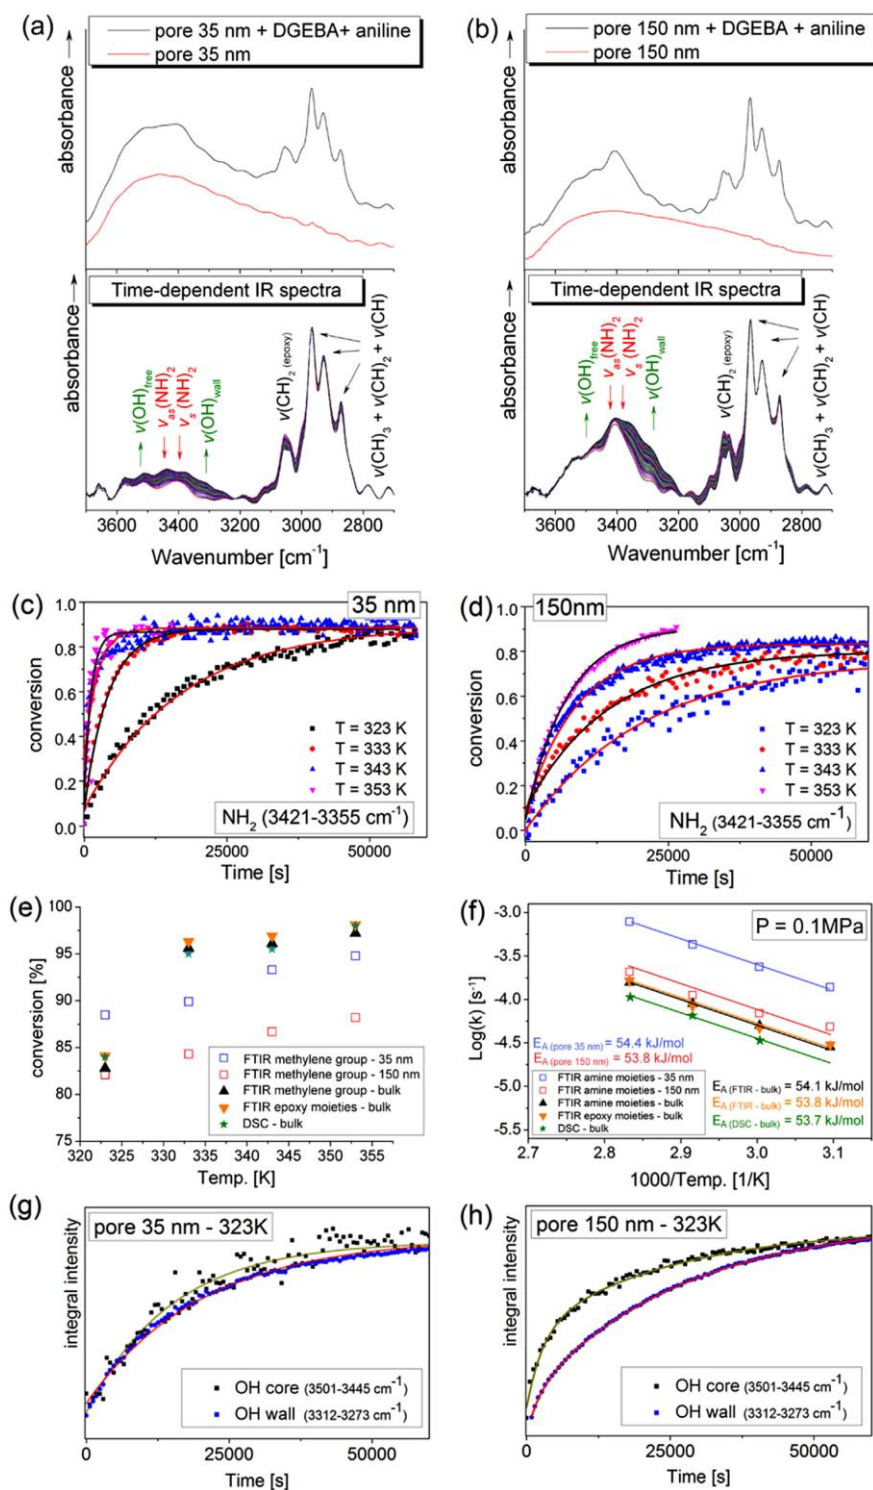 (a)
pore 35 nm + DGEBA+ aniline
pore 35 nm
absorbance
Time-dependent IR spectra
absorbance
ν(OH)free
νas(NH)2
νs(NH)2
ν(OH)wall
ν(CH)2 (epoxy)
ν(CH)3 + ν(CH)2 + ν(CH)
3600 3400 3200 3000 2800
Wavenumber [cm-1]
(b)
pore 150 nm + DGEBA + aniline
pore 150 nm
absorbance
Time-dependent IR spectra
absorbance
ν(OH)free
νas(NH)2
νs(NH)2
ν(OH)wall
ν(CH)2 (epoxy)
ν(CH)3 + ν(CH)2 + ν(CH)
3600 3400 3200 3000 2800
Wavenumber [cm-1]
(c)
35 nm
conversion
1.0
0.8
0.6
0.4
0.2
0.0
T = 323 K
T = 333 K
T = 343 K
T = 353 K
NH2 (3421-3355 cm-1)
0 25000 50000
Time [s]
(d)
150nm
conversion
0.8
0.6
0.4
0.2
0.0
T = 323 K
T = 333 K
T = 343 K
T = 353 K
NH2 (3421-3355 cm-1)
0 25000 50000
Time [s]
(e)
conversion [%]
100
95
90
85
80
75
FTIR methylene group - 35 nm
FTIR methylene group - 150 nm
FTIR methylene group - bulk
FTIR epoxy moieties - bulk
DSC - bulk
320 325 330 335 340 345 350 355
Temp. [K]
(f)
Log(k) [s-1]
-3.0
-3.5
-4.0
-4.5
-5.0
-5.5
P = 0.1MPa
EA (pore 35 nm) = 54.4 kJ/mol
EA (pore 150 nm) = 53.8 kJ/mol
FTIR amine moieties - 35 nm
FTIR amine moieties - 150 nm
FTIR amine moieties - bulk
FTIR epoxy moieties - bulk
DSC - bulk
EA (FTIR - bulk) = 54.1 kJ/mol
EA (FTIR - bulk) = 53.8 kJ/mol
EA (DSC - bulk) = 53.7 kJ/mol
2.7 2.8 2.9 3.0 3.1
1000/Temp. [1/K]
(g)
pore 35 nm - 323K
integral intensity
OH core (3501-3445 cm-1)
OH wall (3312-3273 cm-1)
0 25000 50000
Time [s]
(h)
pore 150 nm - 323K
integral intensity
OH core (3501-3445 cm-1)
OH wall (3312-3273 cm-1)
0 25000 50000
Time [s]